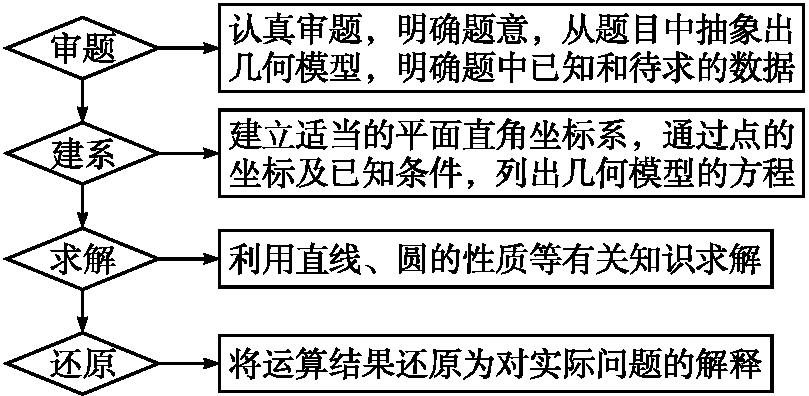 审题
认真审题，明确题意，从题目中抽象出
几何模型，明确题中已知和待求的数据
建系
建立适当的平面直角坐标系，通过点的
坐标及已知条件，列出几何模型的方程
求解
利用直线、圆的性质等有关知识求解
还原
将运算结果还原为对实际问题的解释